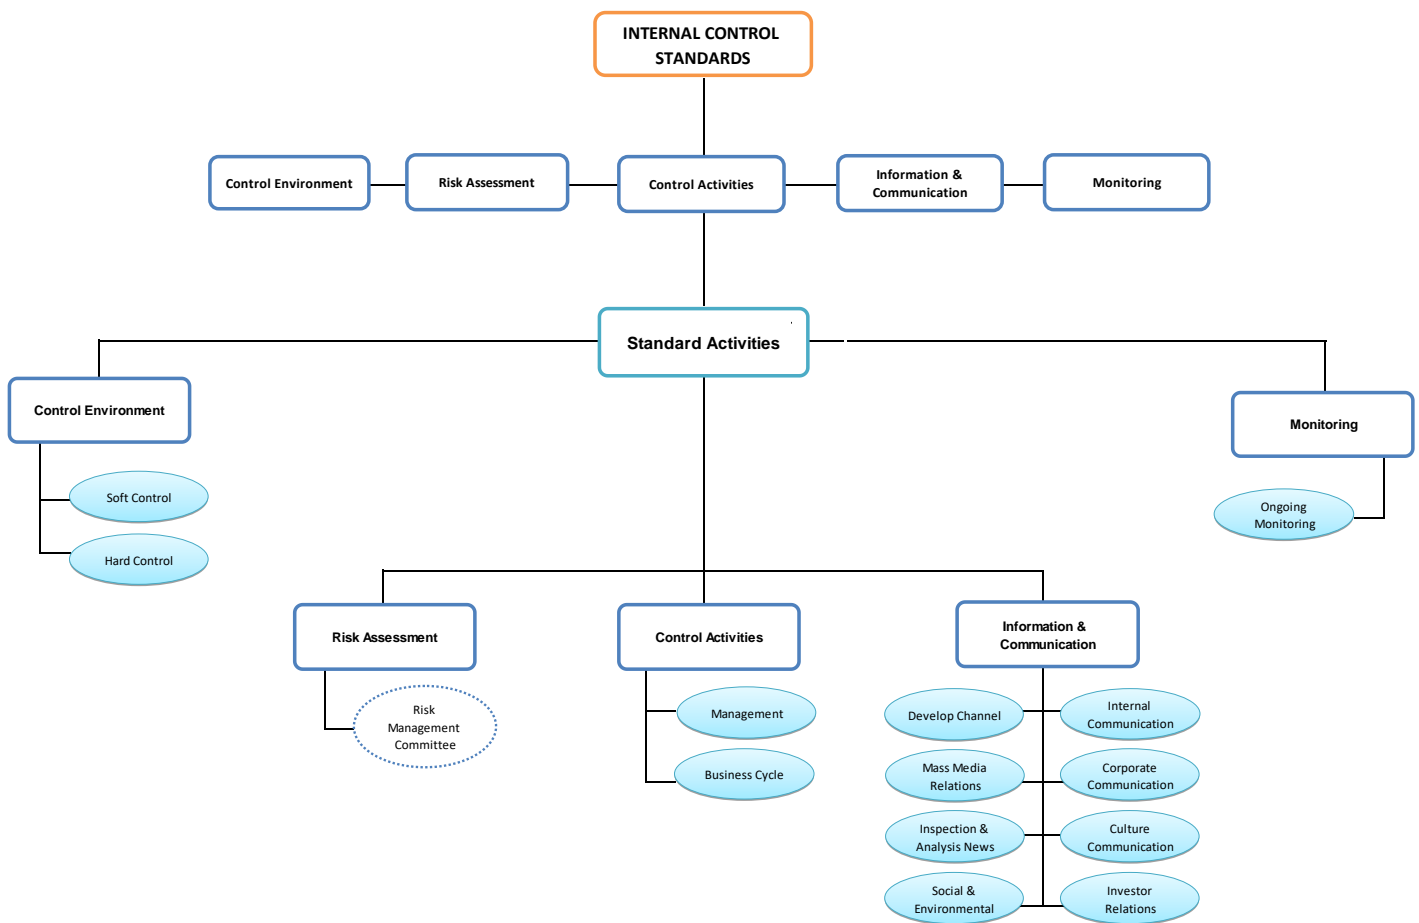 INTERNAL CONTROL
STANDARDS
Control Environment
Risk Assessment
Control Activities
Information &
Communication
Monitoring
Standard Activities
Control Environment
Soft Control
Hard Control
Monitoring
Ongoing
Monitoring
Risk Assessment
Risk
Management
Committee
Control Activities
Management
Business Cycle
Information &
Communication
Develop Channel
Internal
Communication
Mass Media
Relations
Corporate
Communication
Inspection &
Analysis News
Culture
Communication
Social &
Environmental
Investor
Relations